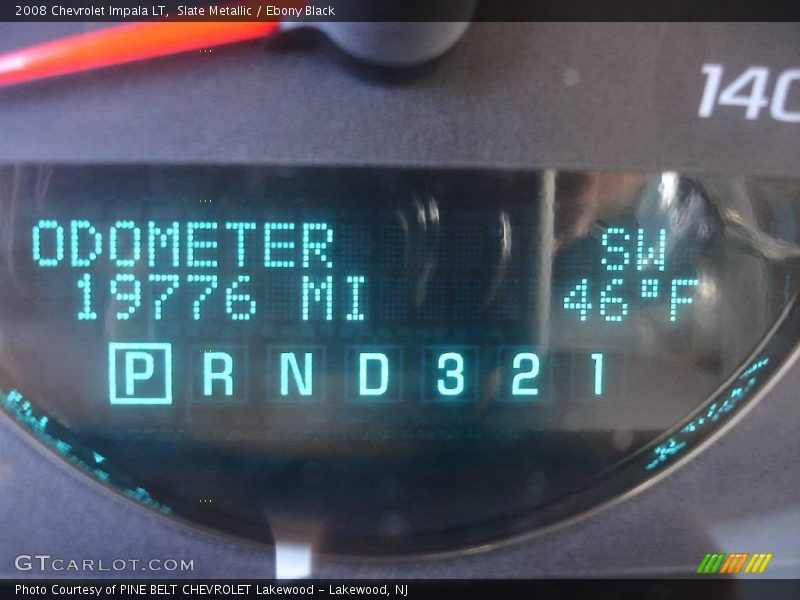 2008 Chevrolet Impala LT, Slate Metallic / Ebony Black
140
ODOMETER SW
19776 MI 46°F
P R N D 3 2 1
GTCARLOT.COM
Photo Courtesy of PINE BELT CHEVROLET Lakewood - Lakewood, NJ